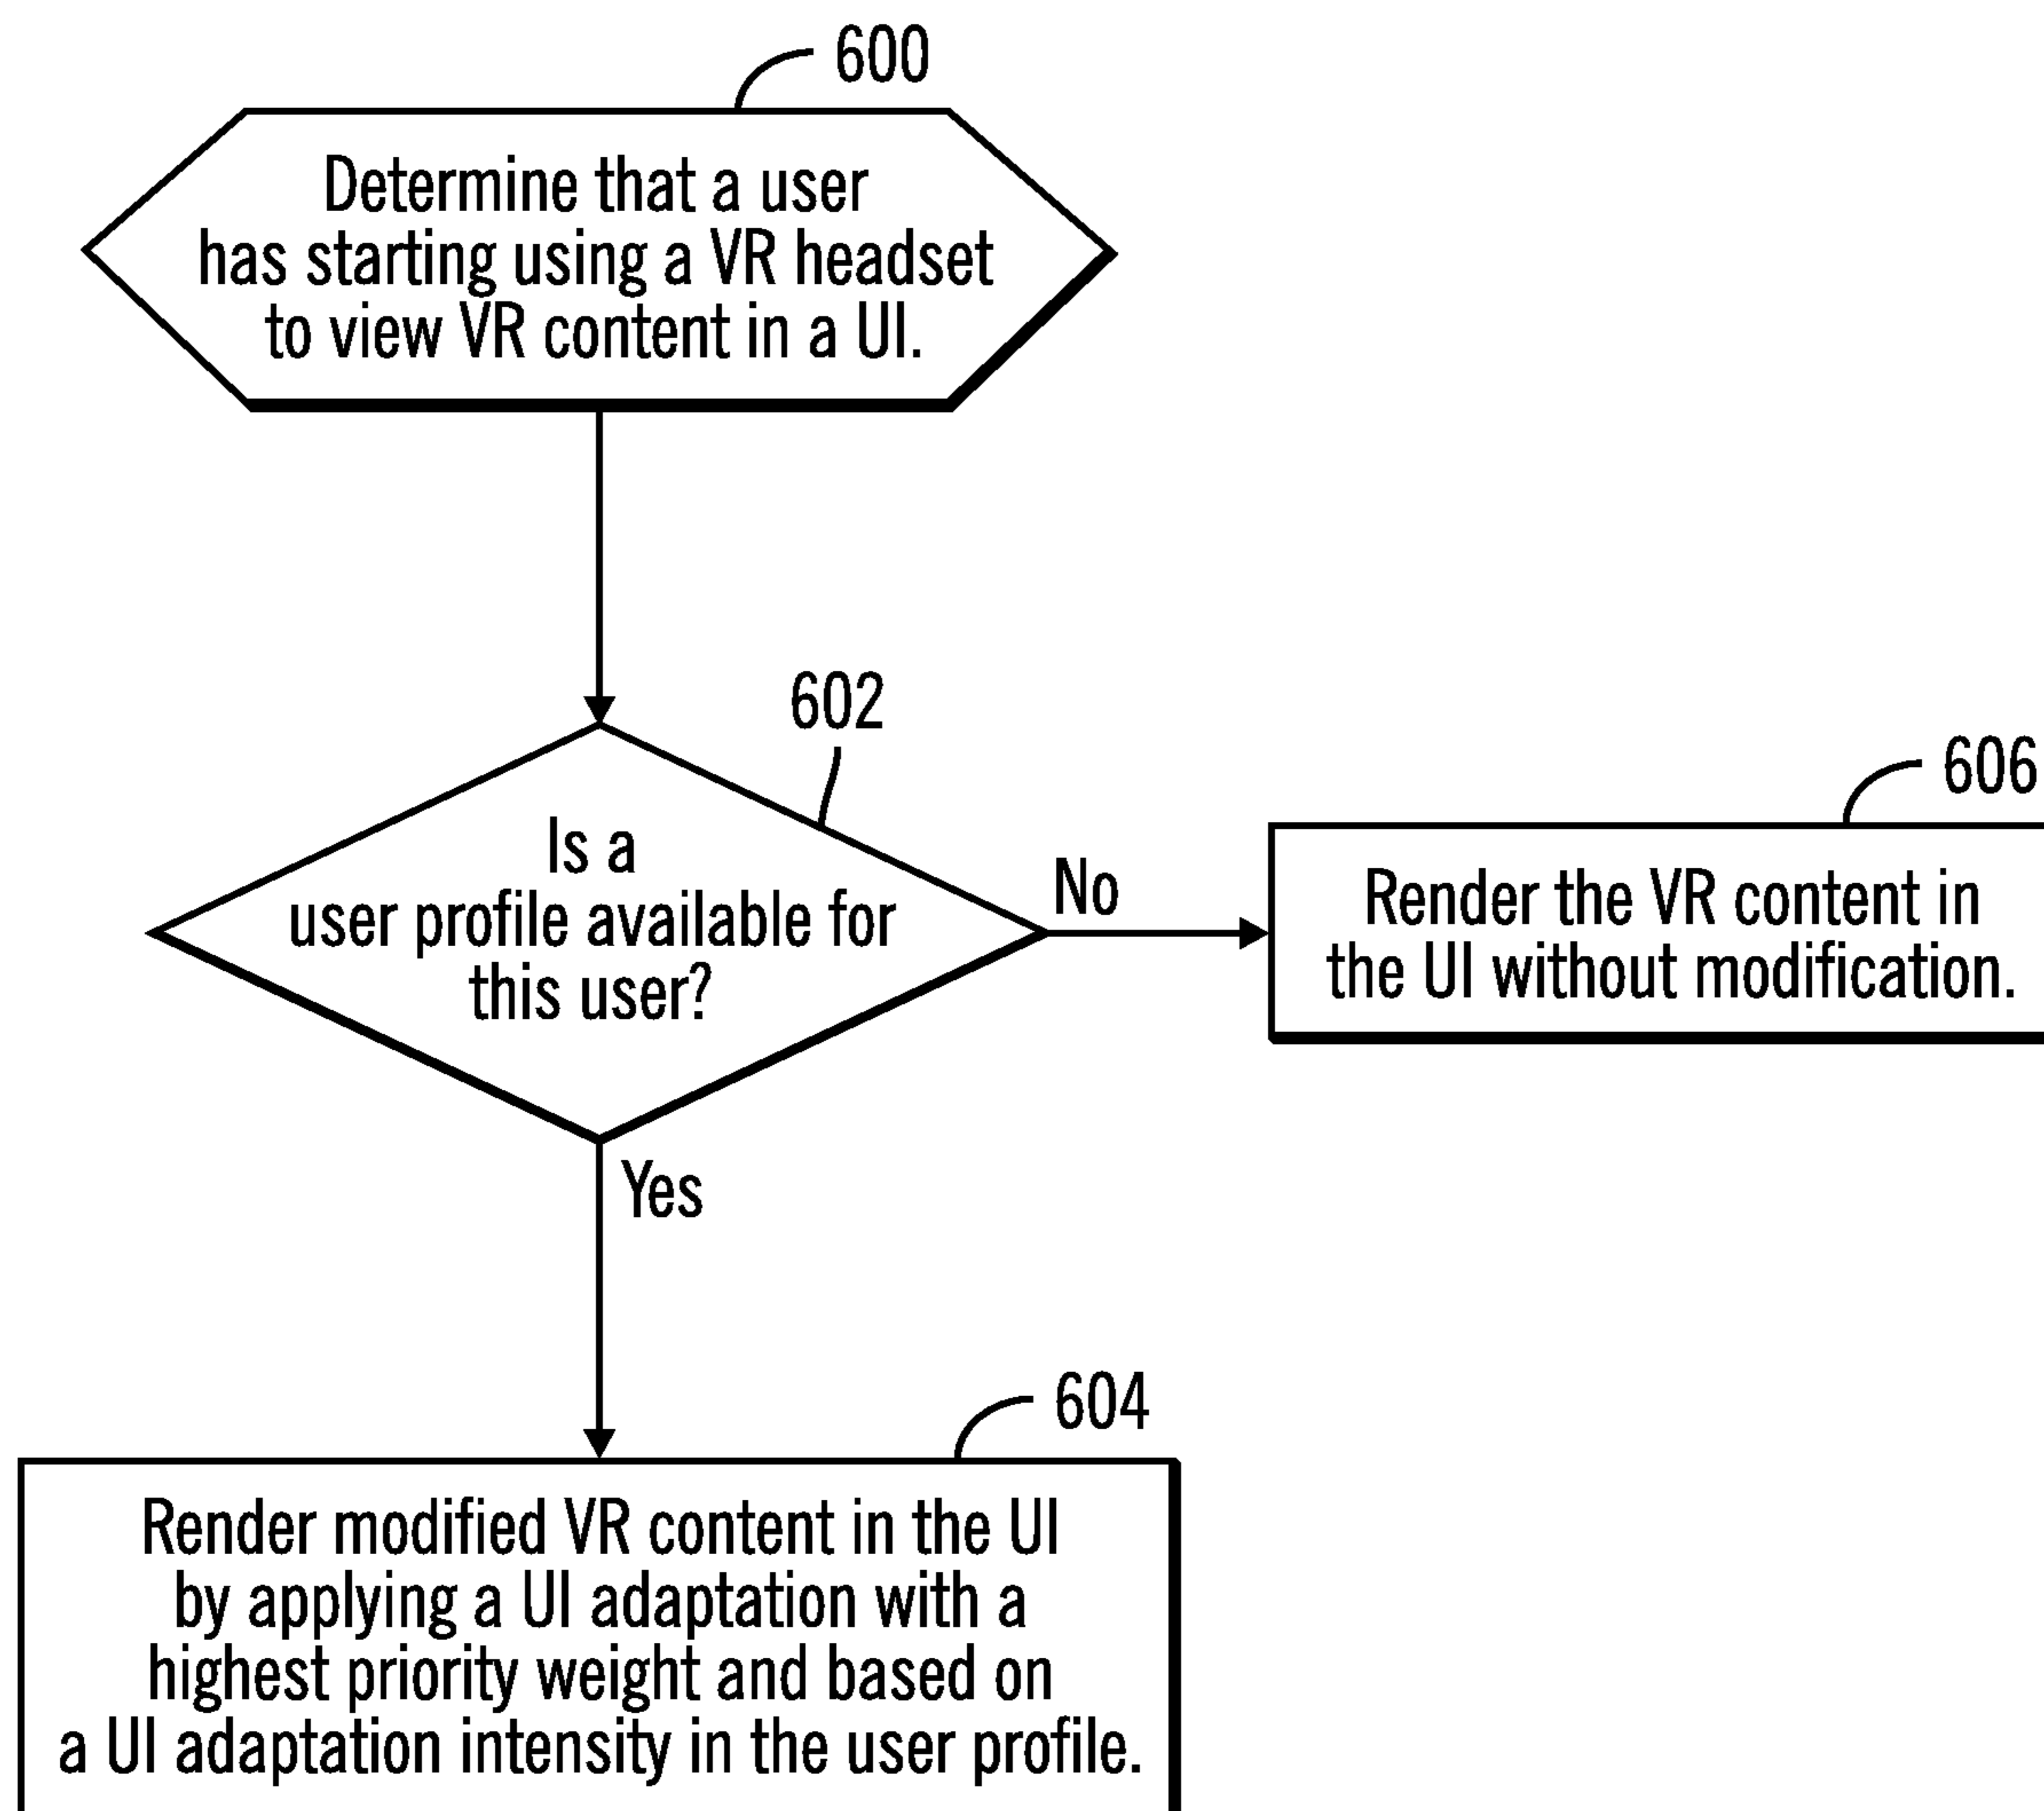 600
Determine that a user
has starting using a VR headset
to view VR content in a UI.
602
Is a
user profile available for
this user?
No
606
Render the VR content in
the UI without modification.
Yes
604
Render modified VR content in the UI
by applying a UI adaptation with a
highest priority weight and based on
a UI adaptation intensity in the user profile.